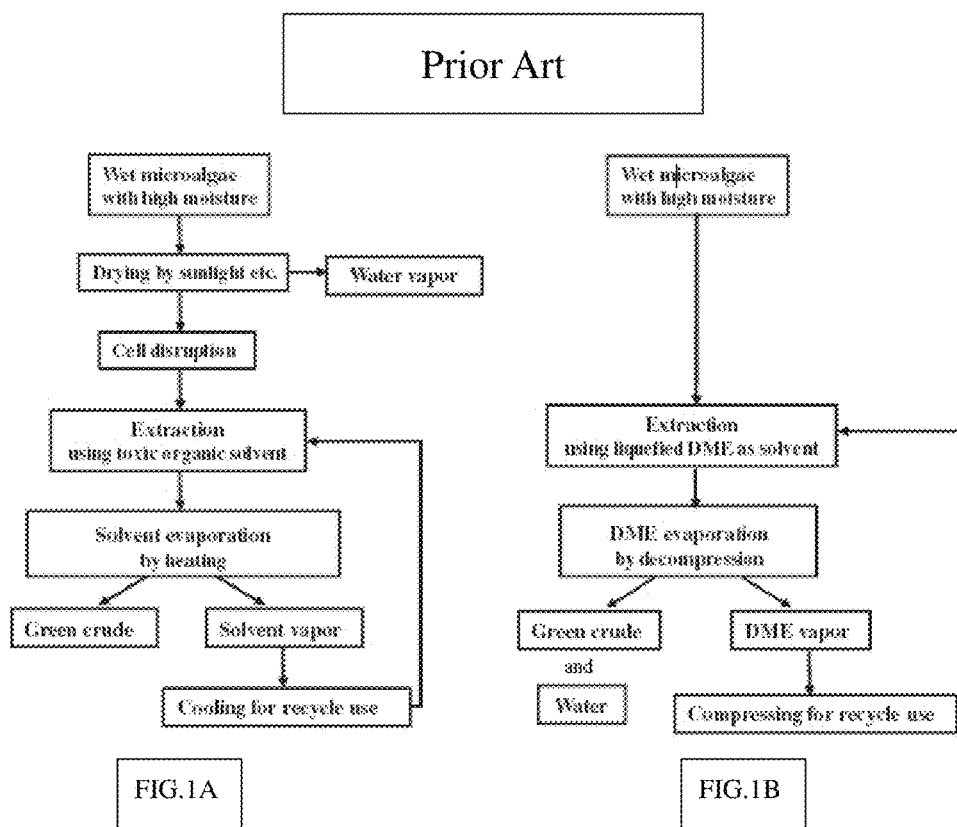 Prior Art
Wet microalgae
with high moisture
Drying by sunlight etc.
Water vapor
Cell disruption
Extraction
using toxic organic solvent
Solvent evaporation
by heating
Green crude
Solvent vapor
Cooling for recycle use
FIG.1A
Wet microalgae
with high moisture
Extraction
using liquefied DME as solvent
DME evaporation
by decompression
Green crude
and
Water
DME vapor
Compressing for recycle use
FIG.1B